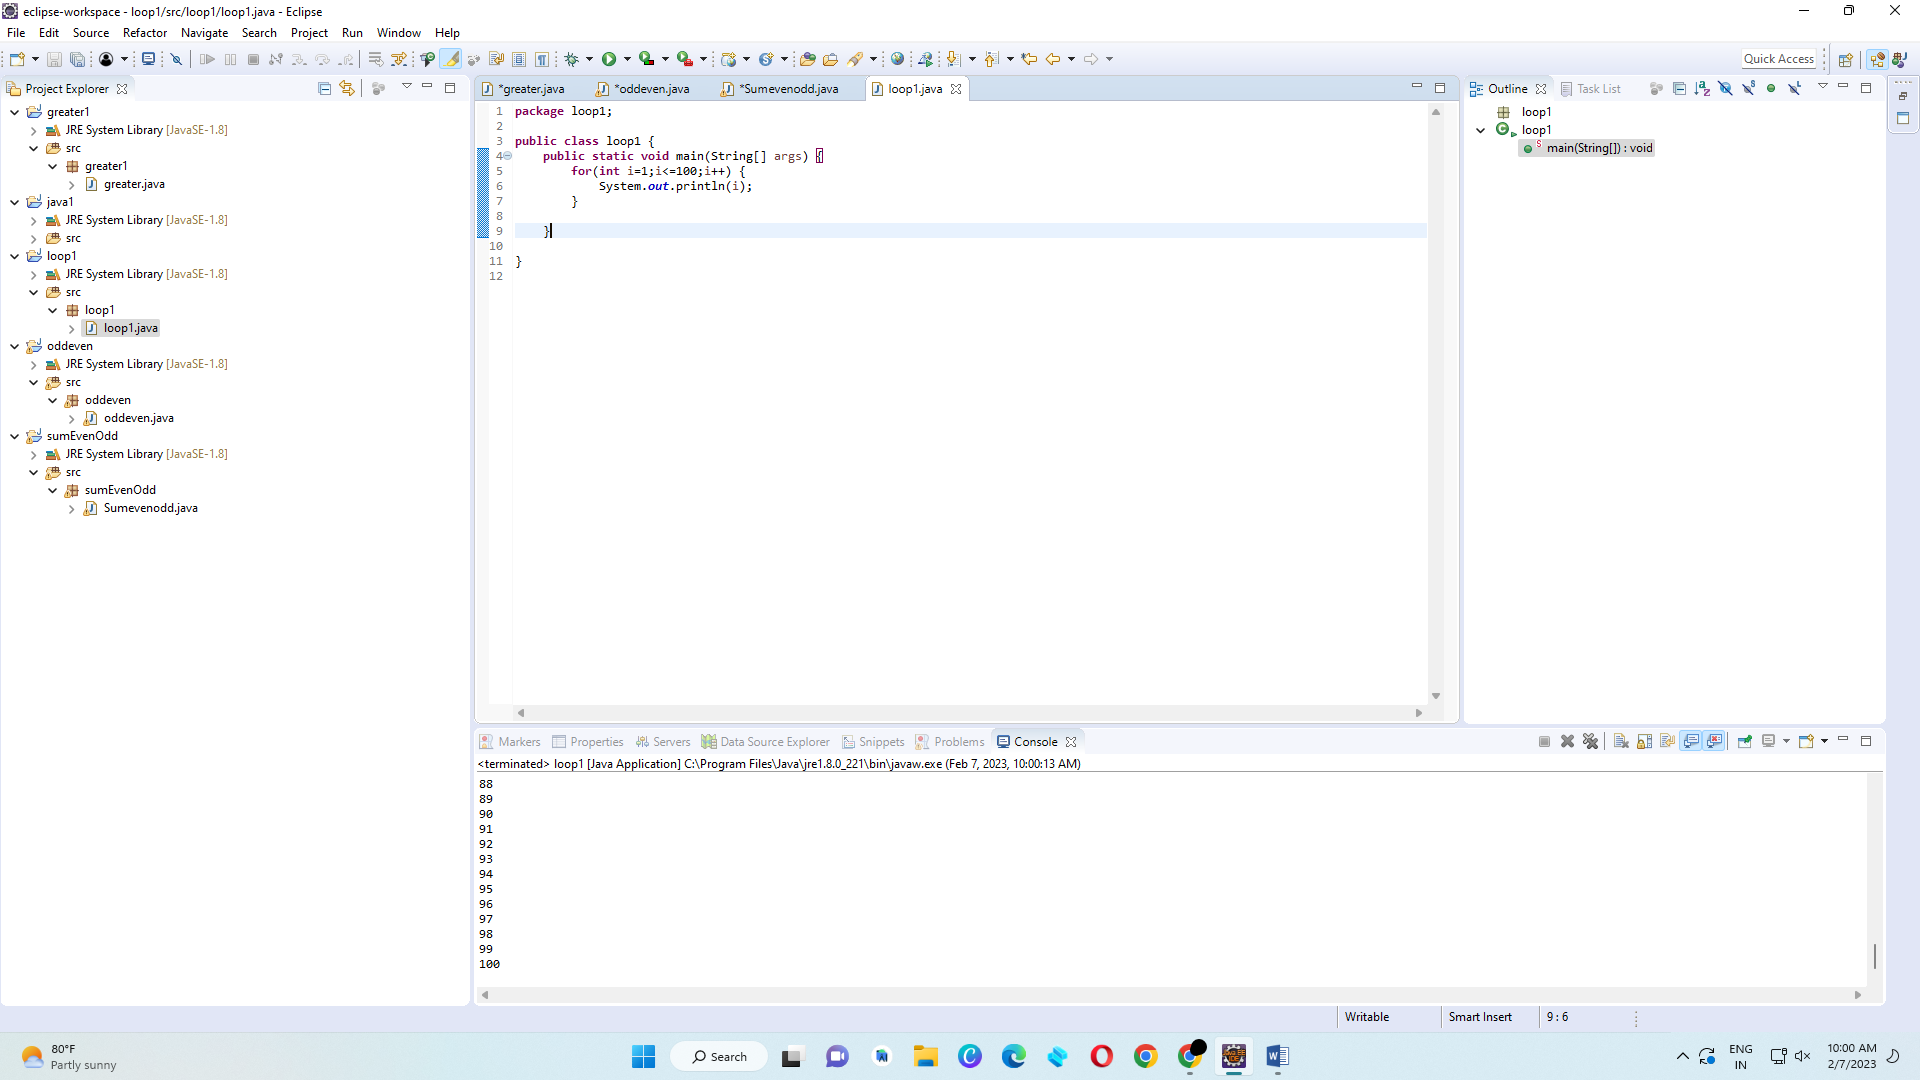 eclipse-workspace - loop1/src/loop1/loop1.java - Eclipse
File Edit Source Refactor Navigate Search Project Run Window Help
Quick Access
Project Explorer
greater1
JRE System Library [JavaSE-1.8]
src
greater1
greater.java
java1
JRE System Library [JavaSE-1.8]
src
loop1
JRE System Library [JavaSE-1.8]
src
loop1
loop1.java
oddeven
JRE System Library [JavaSE-1.8]
src
oddeven
oddeven.java
sumEvenOdd
JRE System Library [JavaSE-1.8]
src
sumEvenOdd
Sumevenodd.java
*greater.java *oddeven.java *Sumevenodd.java loop1.java
1 package loop1;
2
3 public class loop1 {
4 public static void main(String[] args) {
5 for(int i=1;i<=100;i++) {
6 System.out.println(i);
7 }
8
9 }
10
11 }
12
Outline Task List
loop1
loop1
main(String[]) : void
Markers Properties Servers Data Source Explorer Snippets Problems Console
<terminated> loop1 [Java Application] C:\Program Files\Java\jre1.8.0_221\bin\javaw.exe (Feb 7, 2023, 10:00:13 AM)
88
89
90
91
92
93
94
95
96
97
98
99
100
Writable Smart Insert 9 : 6
80°F
Partly sunny
Search
ENG
IN
10:00 AM
2/7/2023